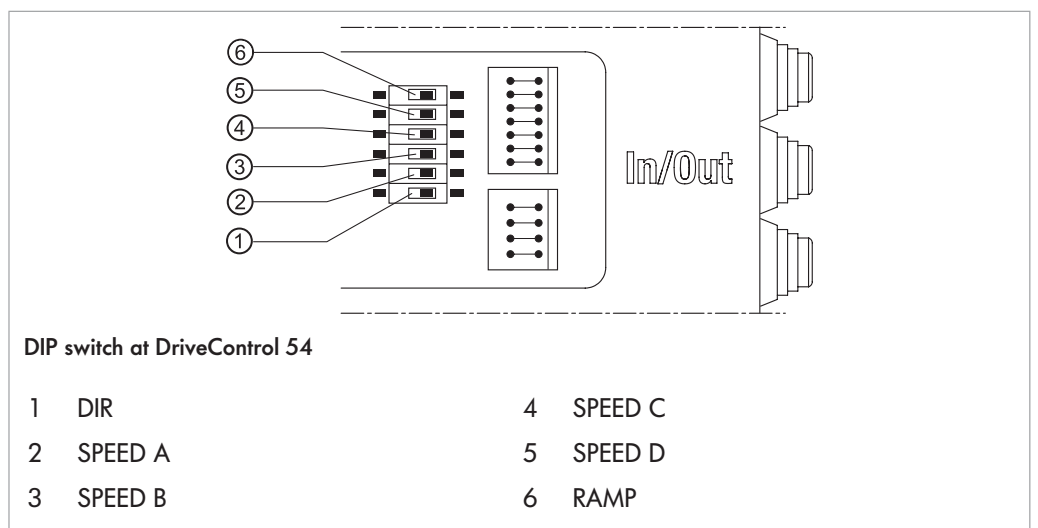 6
5
4
3
2
1
In/Out
DIP switch at DriveControl 54
1 DIR
2 SPEED A
3 SPEED B
4 SPEED C
5 SPEED D
6 RAMP